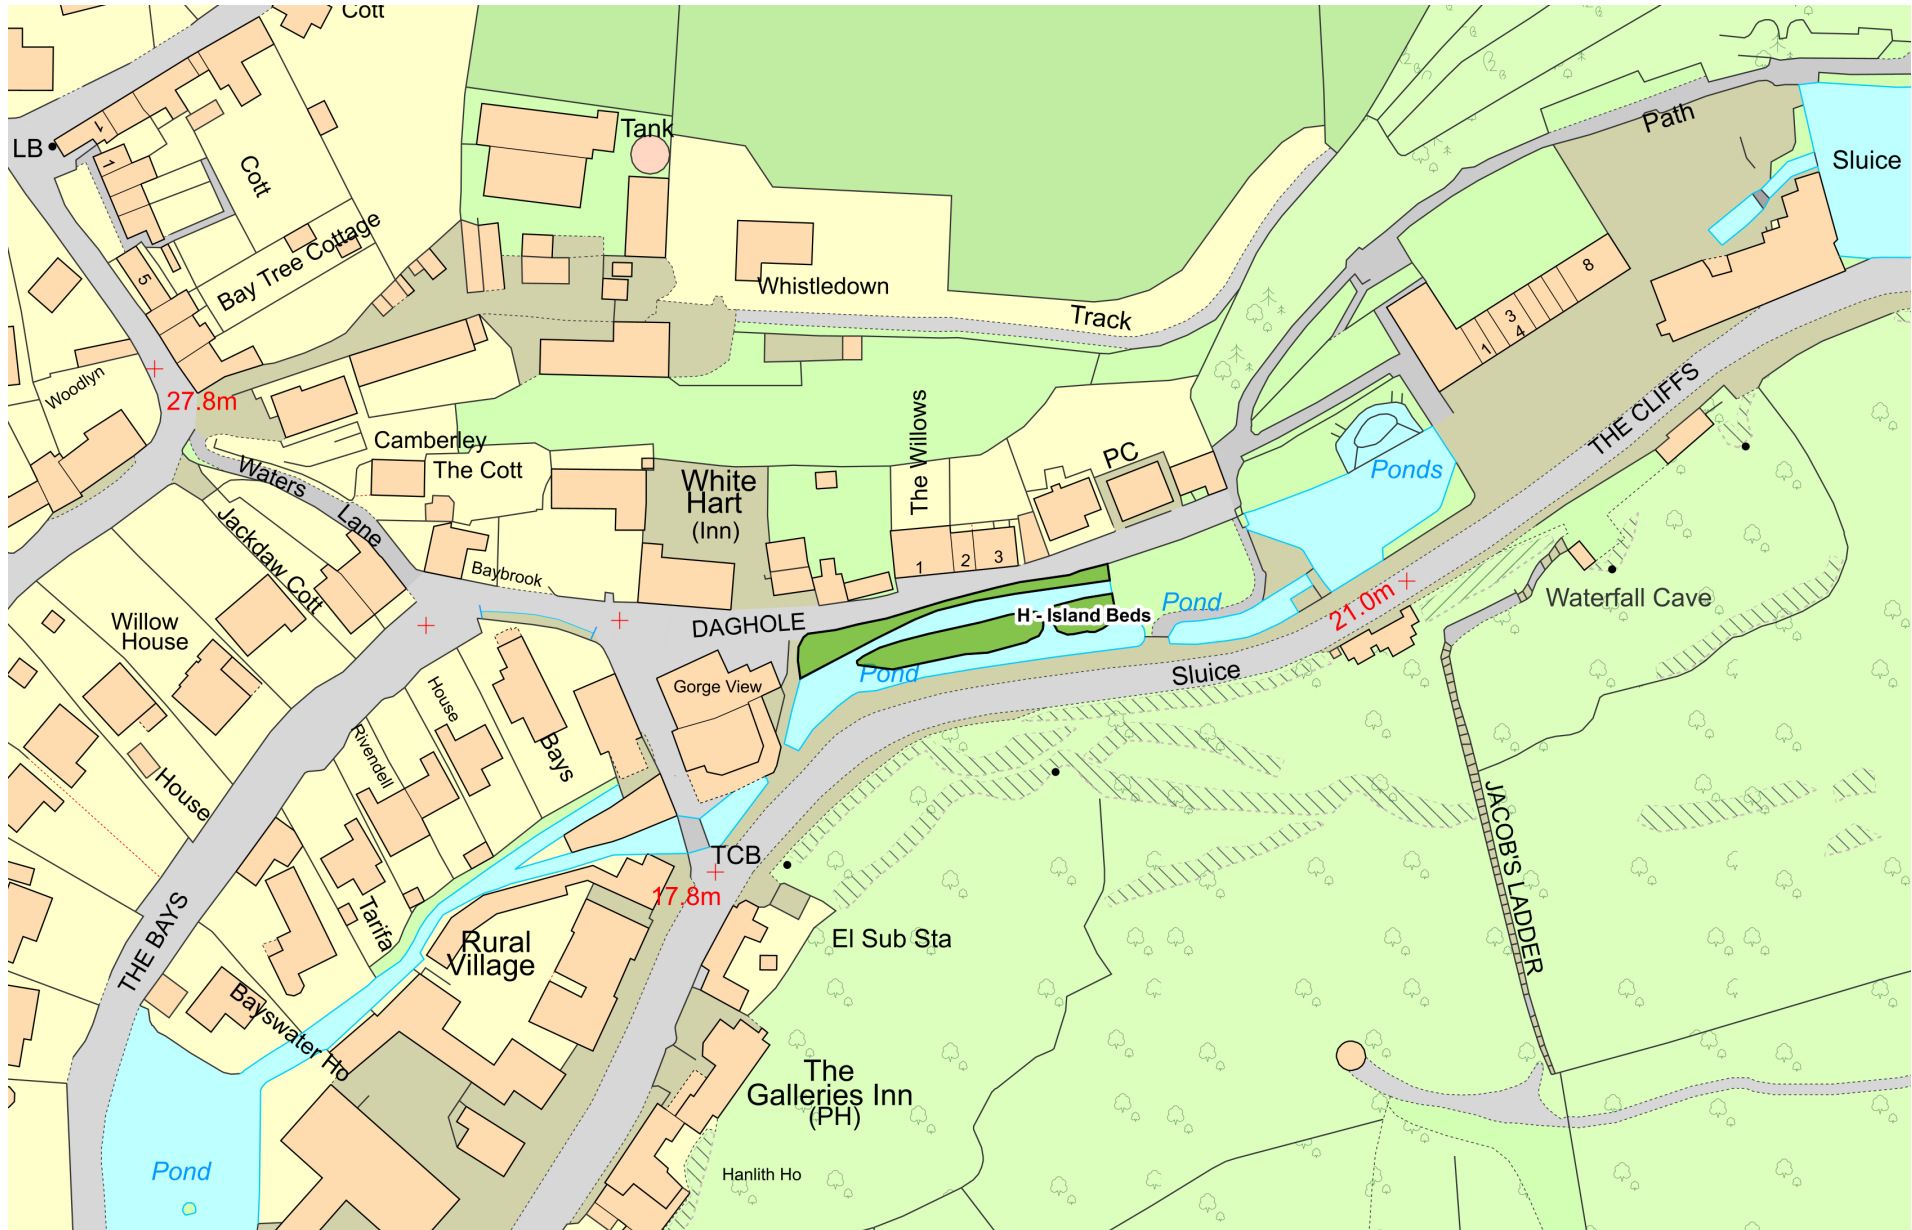 Cott
LB
1
1
Cott
Tank
Path
Sluice
Bay Tree Cottage
5
Whistledown
Track
8
3
4
1
Woodlyn
27.8m
THE CLIFFS
Camberley
The Cott
The Willows
PC
Ponds
Waters
Lane
White
Hart
(Inn)
Jackdaw Cott
Baybrook
1
2
3
Willow
House
DAGHOLE
H - Island Beds
Pond
21.0m
Waterfall Cave
Pond
Sluice
Gorge View
House
Rivendell
Bays
House
JACOB'S LADDER
TCB
17.8m
THE BAYS
Tarifa
Rural
Village
El Sub Sta
Bayswater Ho
The
Galleries Inn
(PH)
Pond
Hanlith Ho